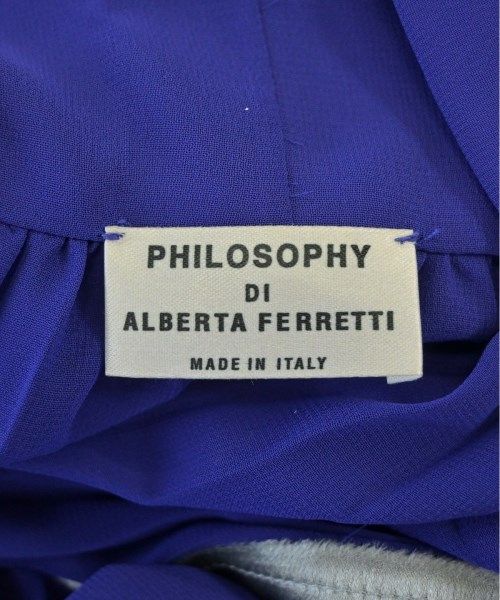 PHILOSOPHY
DI
ALBERTA FERRETTI
MADE IN ITALY